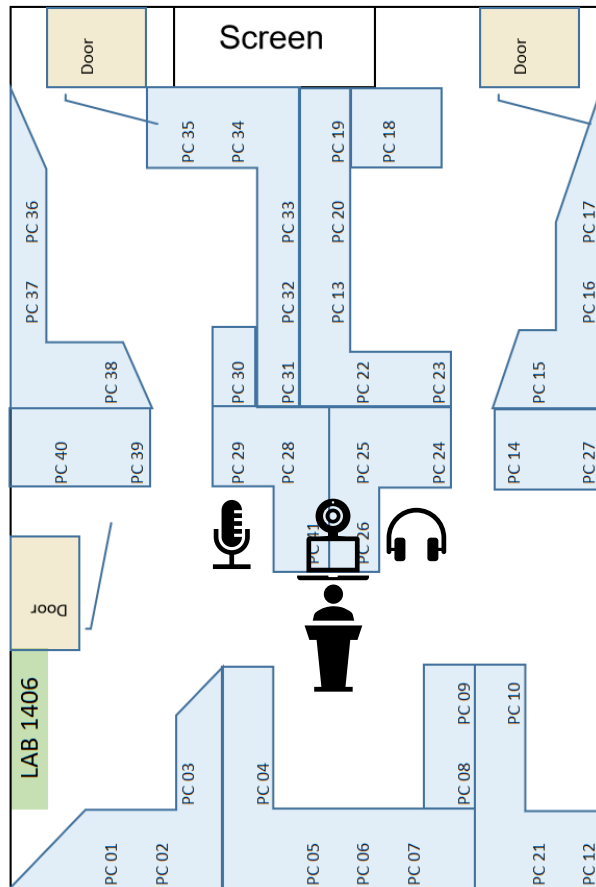 Screen
Door
Door
PC 35
PC 34
PC 19
PC 18
PC 36
PC 33
PC 20
PC 17
PC 37
PC 32
PC 13
PC 16
PC 38
PC 30
PC 31
PC 22
PC 23
PC 15
PC 40
PC 39
PC 29
PC 28
PC 25
PC 24
PC 14
PC 27
PC 41
PC 26
Door
LAB 1406
PC 03
PC 04
PC 09
PC 10
PC 08
PC 01
PC 02
PC 05
PC 06
PC 07
PC 21
PC 12